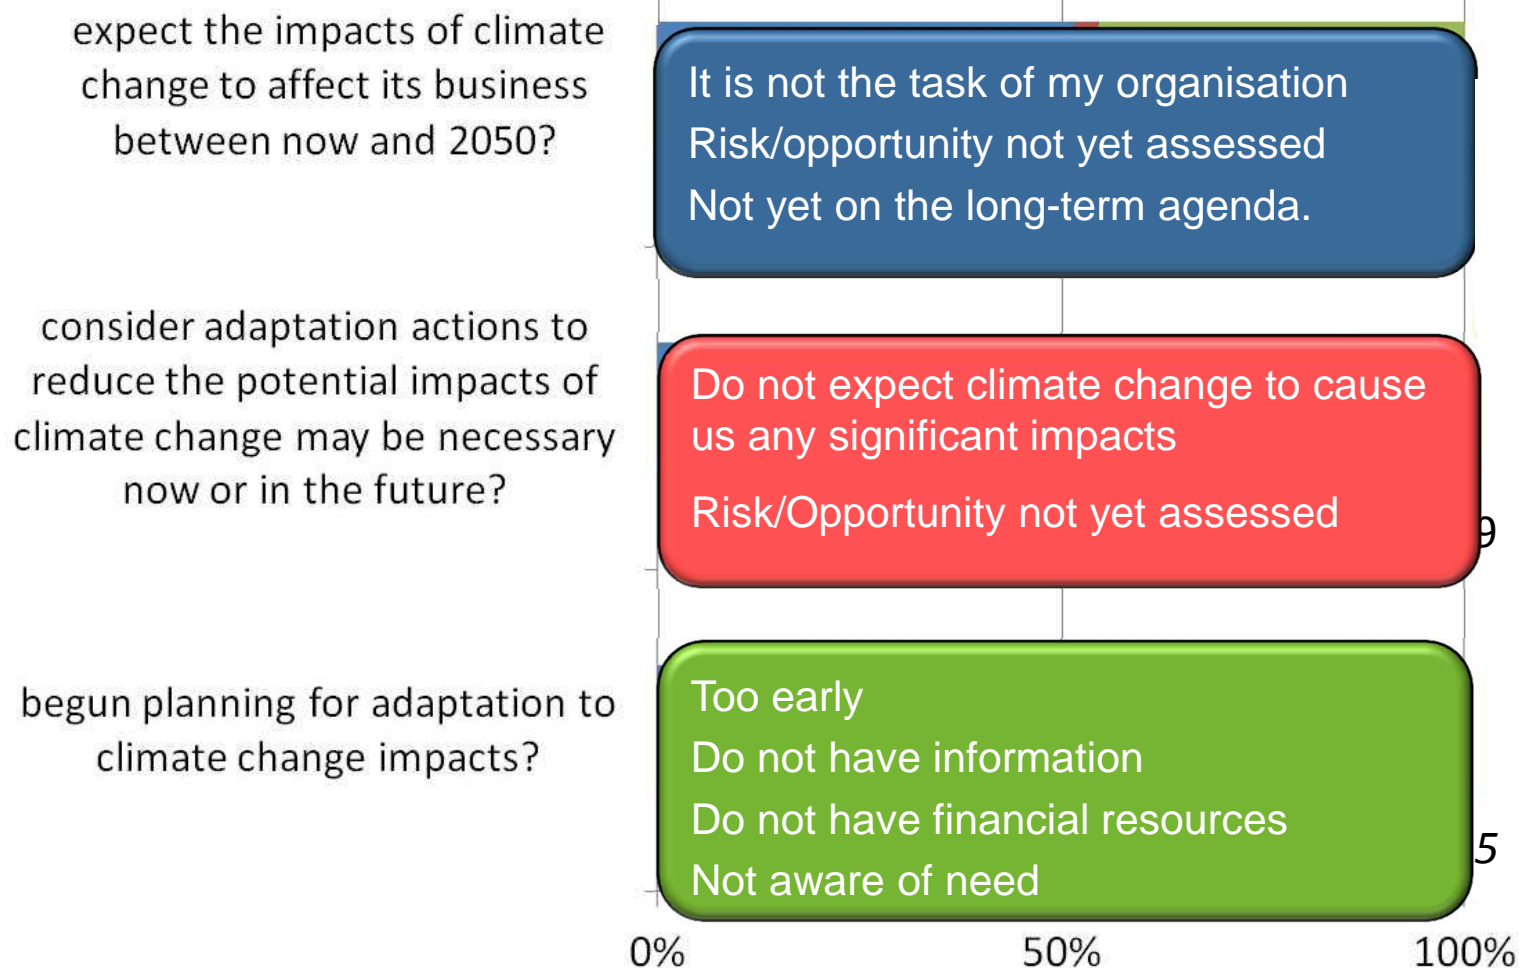 expect the impacts of climate
change to affect its business
between now and 2050?
It is not the task of my organisation
Risk/opportunity not yet assessed
Not yet on the long-term agenda.
consider adaptation actions to
reduce the potential impacts of
climate change may be necessary
now or in the future?
Do not expect climate change to cause
us any significant impacts
Risk/Opportunity not yet assessed
9
begun planning for adaptation to
climate change impacts?
Too early
Do not have information
Do not have financial resources
Not aware of need
5
0% 50% 100%